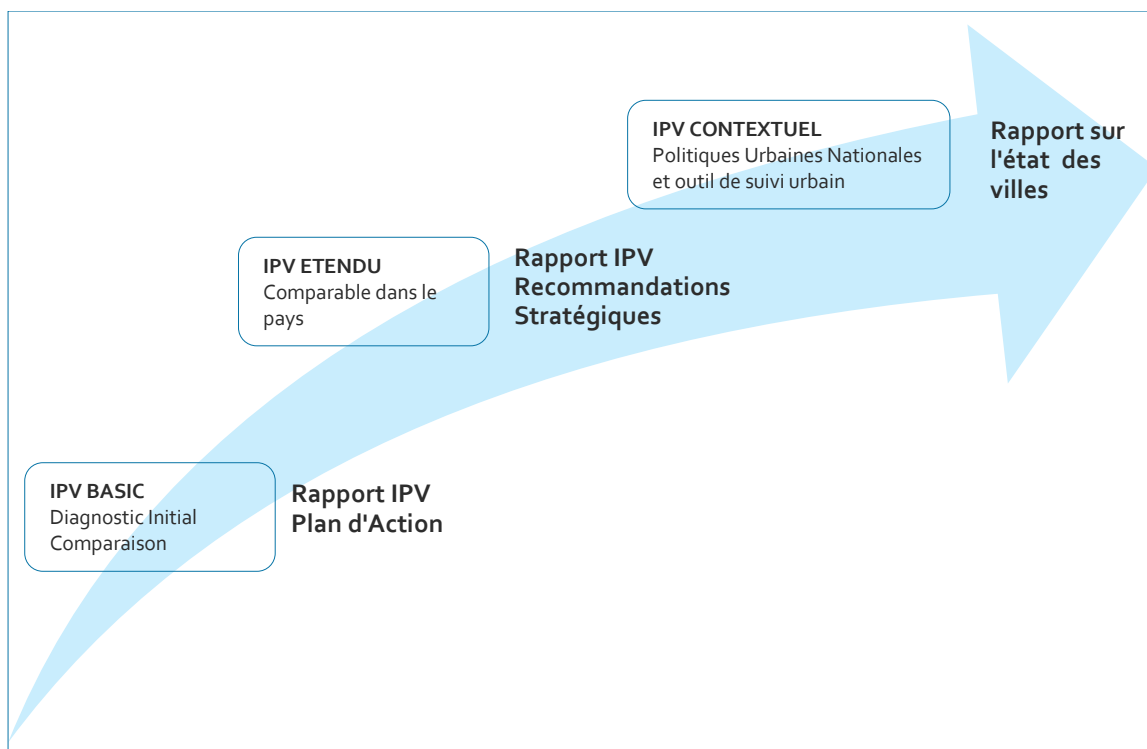 IPV CONTEXTUEL
Politiques Urbaines Nationales
et outil de suivi urbain
Rapport sur
l'état des
villes
IPV ETENDU
Comparable dans le
pays
Rapport IPV
Recommandations
Stratégiques
IPV BASIC
Diagnostic Initial
Comparaison
Rapport IPV
Plan d'Action